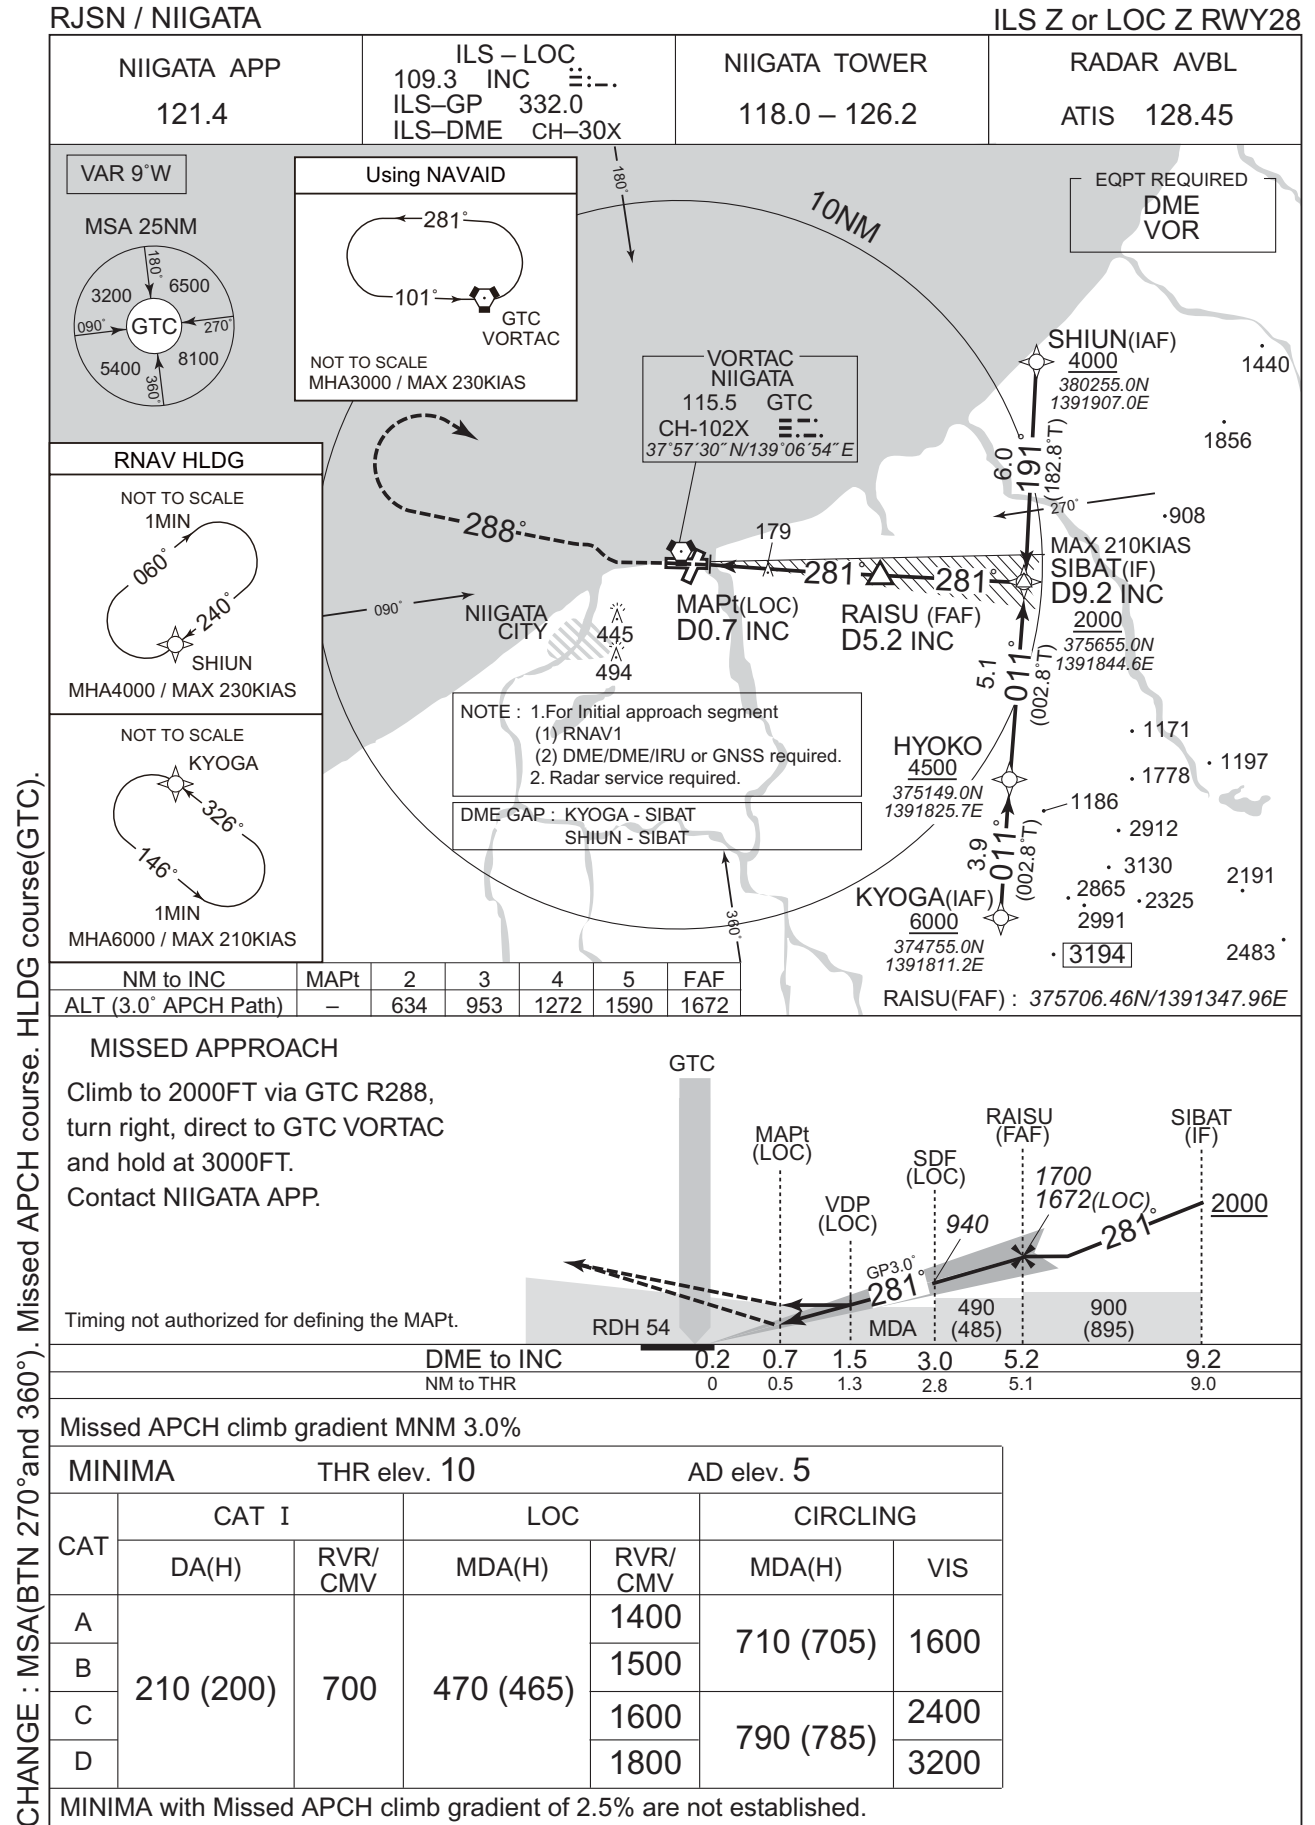 RJSN / NIIGATA
ILS Z or LOC Z RWY28
NIIGATA APP
121.4
ILS – LOC
109.3 INC
ILS–GP 332.0
ILS–DME CH–30X
NIIGATA TOWER
118.0 – 126.2
RADAR AVBL
ATIS 128.45
VAR 9°W
MSA 25NM
180°
3200
6500
090°
GTC
270°
5400
8100
360°
Using NAVAID
281°
101°
GTC
VORTAC
NOT TO SCALE
MHA3000 / MAX 230KIAS
180°
10NM
EQPT REQUIRED
DME
VOR
VORTAC
NIIGATA
115.5 GTC
CH-102X
37°57´30˝N/139°06´54˝E
SHIUN(IAF)
4000
380255.0N
1391907.0E
1440
1856
6.0
191°
(182.8°T)
270°
908
RNAV HLDG
NOT TO SCALE
1MIN
060°
240°
SHIUN
MHA4000 / MAX 230KIAS
288°
179
281°
281°
MAX 210KIAS
SIBAT(IF)
D9.2 INC
2000
375655.0N
1391844.6E
MAPt(LOC)
D0.7 INC
RAISU (FAF)
D5.2 INC
090°
NIIGATA
CITY
445
494
5.1
011°
(002.8°T)
NOTE : 1.For Initial approach segment
(1) RNAV1
(2) DME/DME/IRU or GNSS required.
2. Radar service required.
DME GAP : KYOGA - SIBAT
SHIUN - SIBAT
NOT TO SCALE
KYOGA
326°
146°
1MIN
MHA6000 / MAX 210KIAS
HYOKO
4500
375149.0N
1391825.7E
1171
1197
1778
1186
2912
3130
2865
2325
2991
2191
3194
2483
3.9
011°
(002.8°T)
360°
KYOGA(IAF)
6000
374755.0N
1391811.2E
RAISU(FAF) : 375706.46N/1391347.96E
NM to INC MAPt 2 3 4 5 FAF
ALT (3.0° APCH Path) – 634 953 1272 1590 1672
MISSED APPROACH
Climb to 2000FT via GTC R288,
turn right, direct to GTC VORTAC
and hold at 3000FT.
Contact NIIGATA APP.
Timing not authorized for defining the MAPt.
GTC
MAPt
(LOC)
VDP
(LOC)
SDF
(LOC)
RAISU
(FAF)
SIBAT
(IF)
1700
1672(LOC)
940
2000
281°
GP3.0°
281°
RDH 54
MDA
490
(485)
900
(895)
DME to INC 0.2 0.7 1.5 3.0 5.2 9.2
NM to THR 0 0.5 1.3 2.8 5.1 9.0
Missed APCH climb gradient MNM 3.0%
MINIMA THR elev. 10 AD elev. 5
CAT
CAT I
LOC
CIRCLING
DA(H)
RVR/
CMV
MDA(H)
RVR/
CMV
MDA(H)
VIS
A
B
C
D
210 (200)
700
470 (465)
1400
1500
1600
1800
710 (705)
790 (785)
1600
2400
3200
MINIMA with Missed APCH climb gradient of 2.5% are not established.
CHANGE : MSA(BTN 270°and 360°). Missed APCH course. HLDG course(GTC).